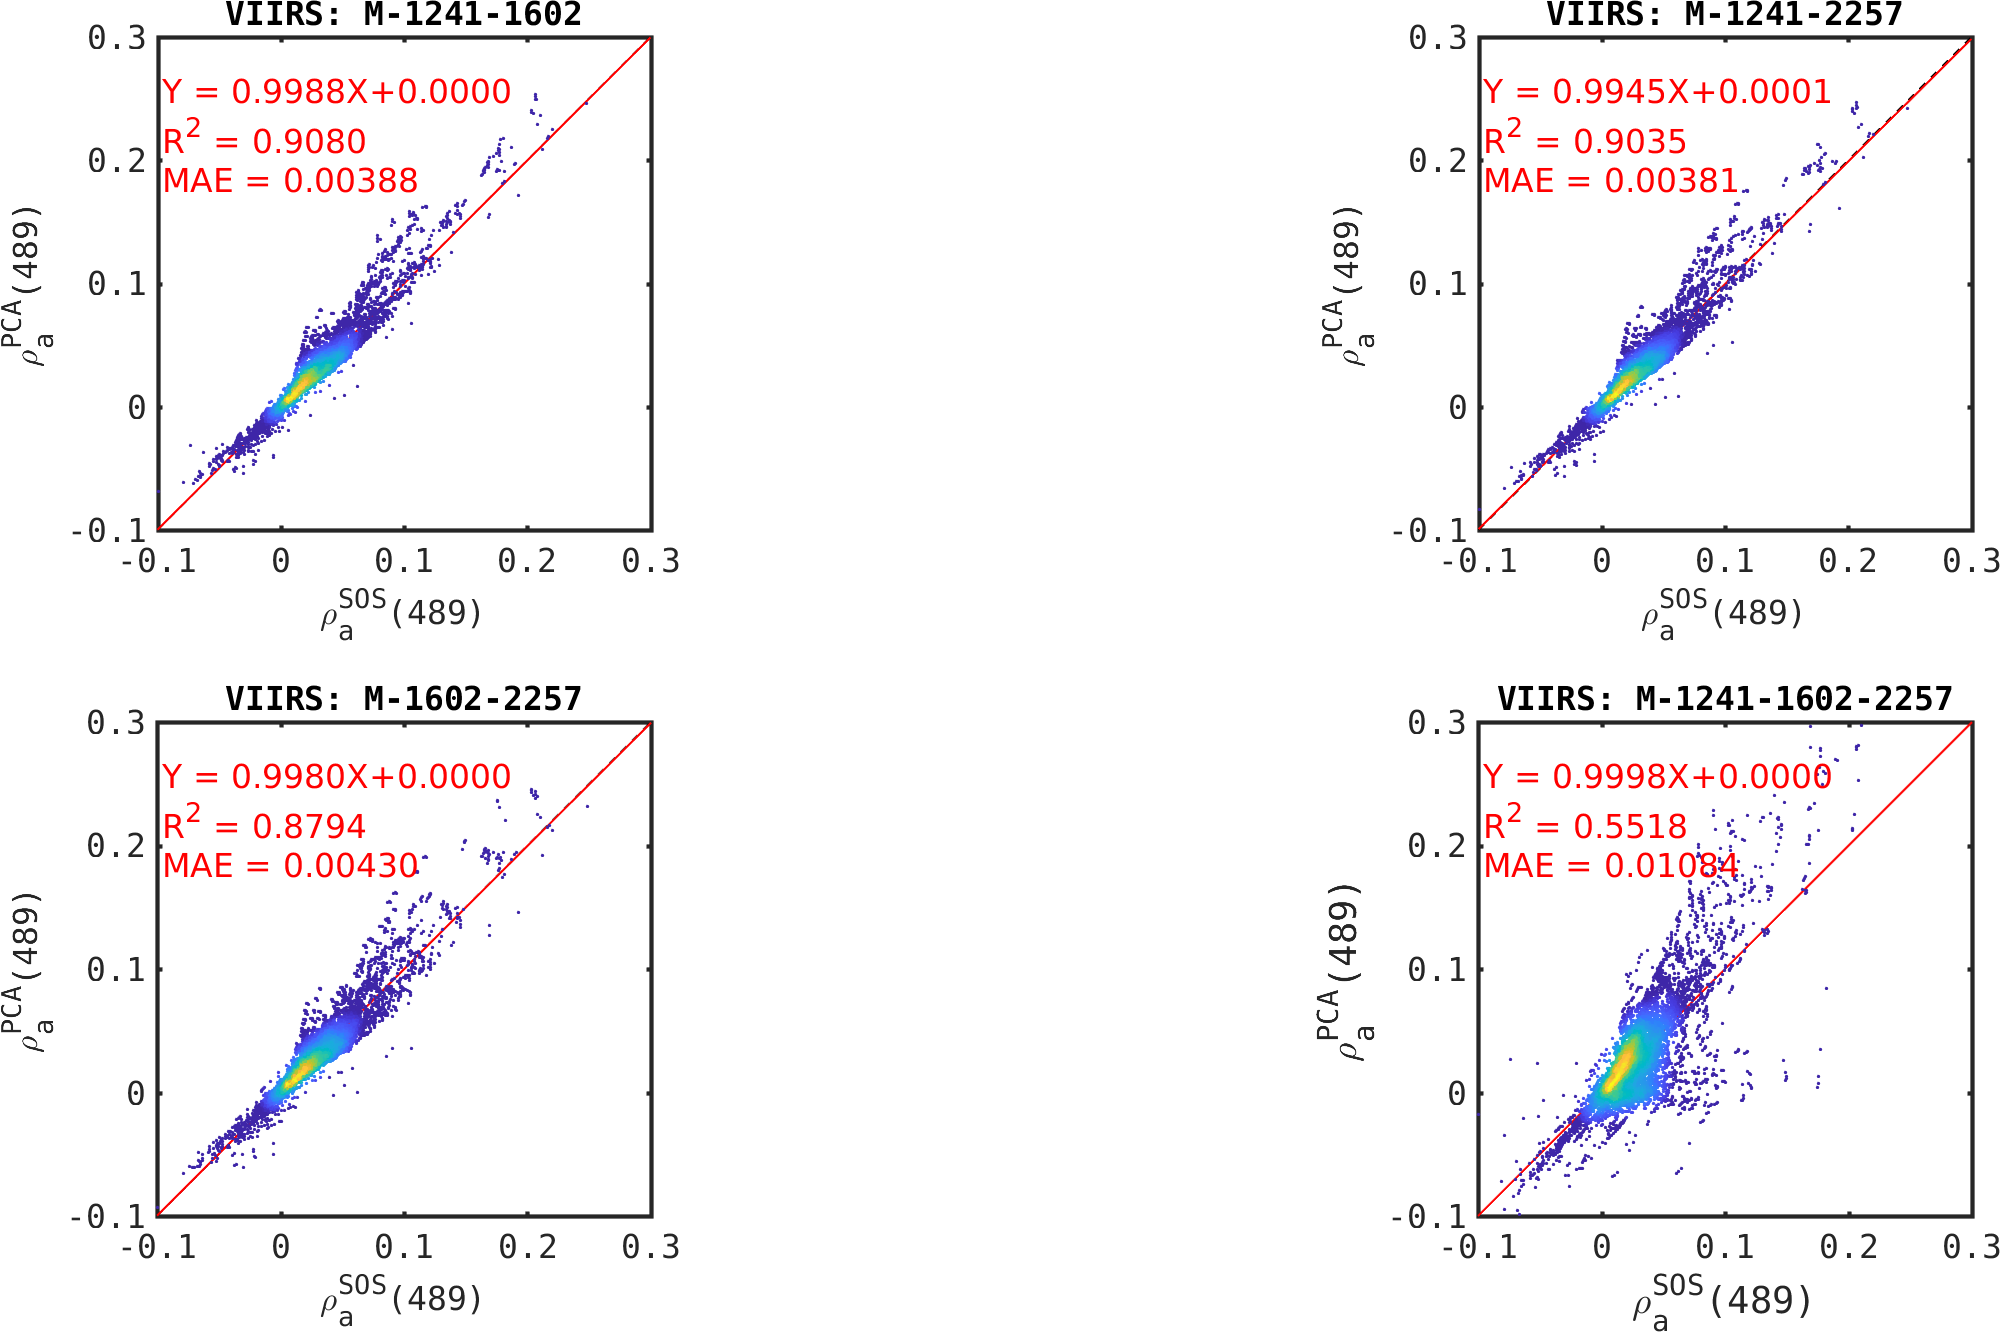 VIIRS: M-1241-1602
0.3
Y = 0.9988X+0.0000
R² = 0.9080
MAE = 0.00388
0.2
0.1
0
-0.1
ρₐᴾᶜᴬ(489)
-0.1 0 0.1 0.2 0.3
ρₐˢᴼˢ(489)
VIIRS: M-1241-2257
0.3
Y = 0.9945X+0.0001
R² = 0.9035
MAE = 0.00381
0.2
0.1
0
-0.1
ρₐᴾᶜᴬ(489)
-0.1 0 0.1 0.2 0.3
ρₐˢᴼˢ(489)
VIIRS: M-1602-2257
0.3
Y = 0.9980X+0.0000
R² = 0.8794
MAE = 0.00430
0.2
0.1
0
-0.1
ρₐᴾᶜᴬ(489)
-0.1 0 0.1 0.2 0.3
ρₐˢᴼˢ(489)
VIIRS: M-1241-1602-2257
0.3
Y = 0.9998X+0.0000
R² = 0.5518
MAE = 0.01084
0.2
0.1
0
-0.1
ρₐᴾᶜᴬ(489)
-0.1 0 0.1 0.2 0.3
ρₐˢᴼˢ(489)